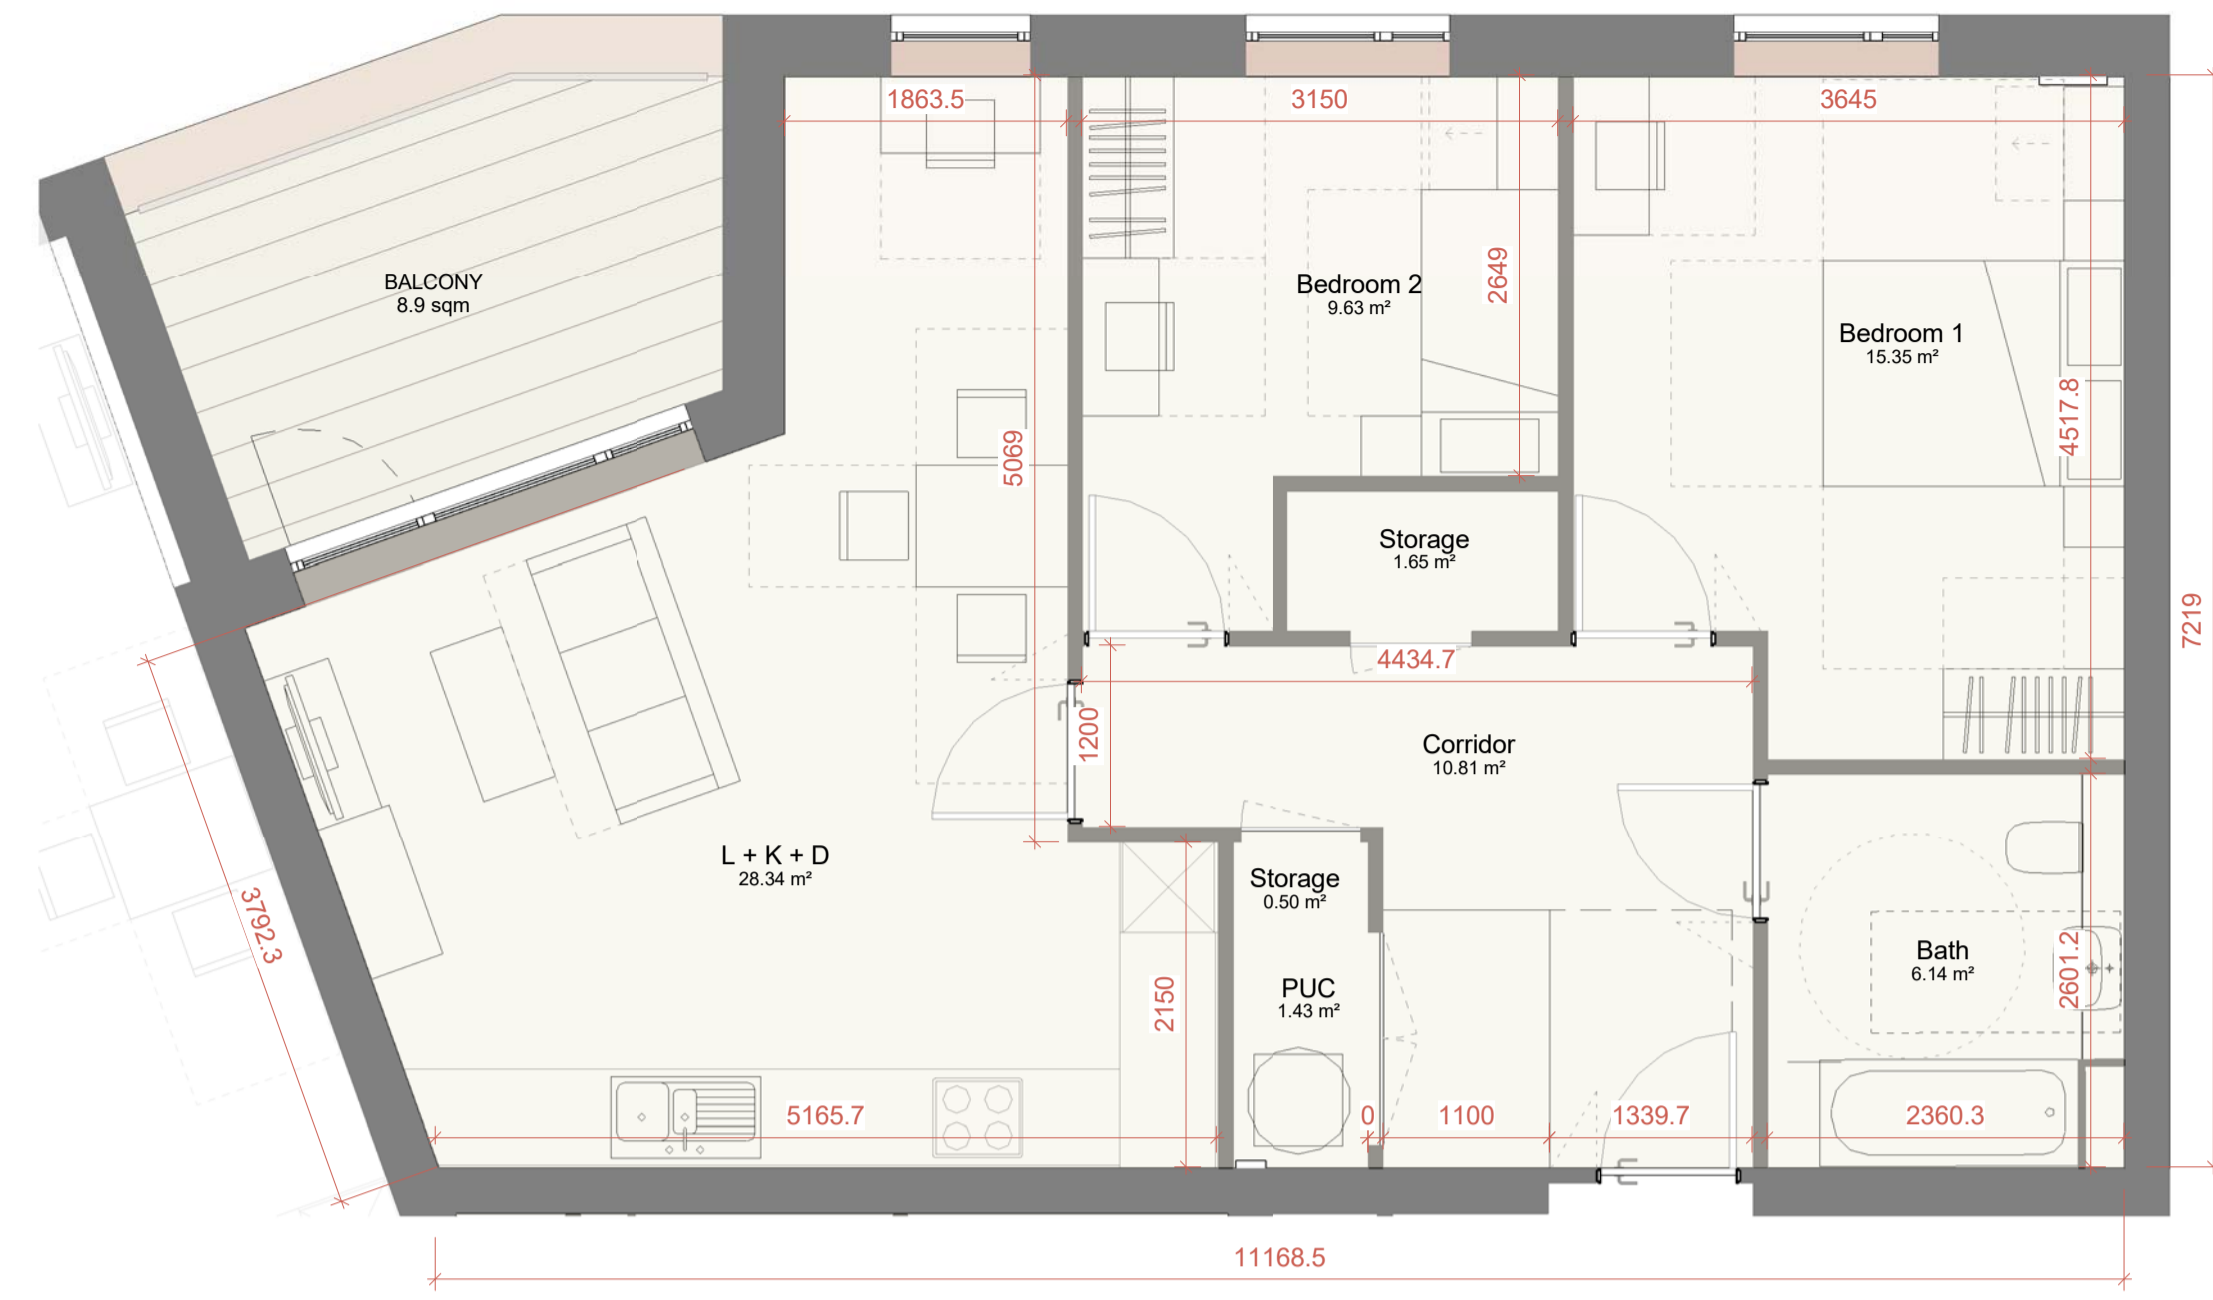 1863.5
3150
3645
BALCONY
8.9 sqm
2649
Bedroom 2
9.63 m²
Bedroom 1
15.35 m²
4517.8
5069
Storage
1.65 m²
7219
4434.7
1200
Corridor
10.81 m²
L + K + D
28.34 m²
Storage
0.50 m²
3792.3
Bath
6.14 m²
2601.2
2150
PUC
1.43 m²
5165.7
0
1100
1339.7
2360.3
11168.5